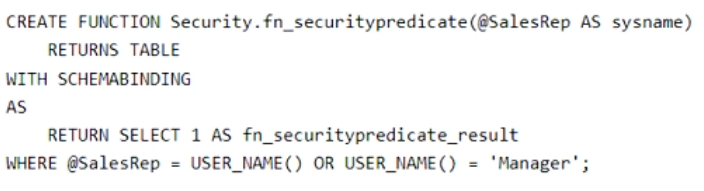 CREATE FUNCTION Security.fn_securitypredicate(@SalesRep AS sysname)
    RETURNS TABLE
WITH SCHEMABINDING
AS
    RETURN SELECT 1 AS fn_securitypredicate_result
WHERE @SalesRep = USER_NAME() OR USER_NAME() = 'Manager';